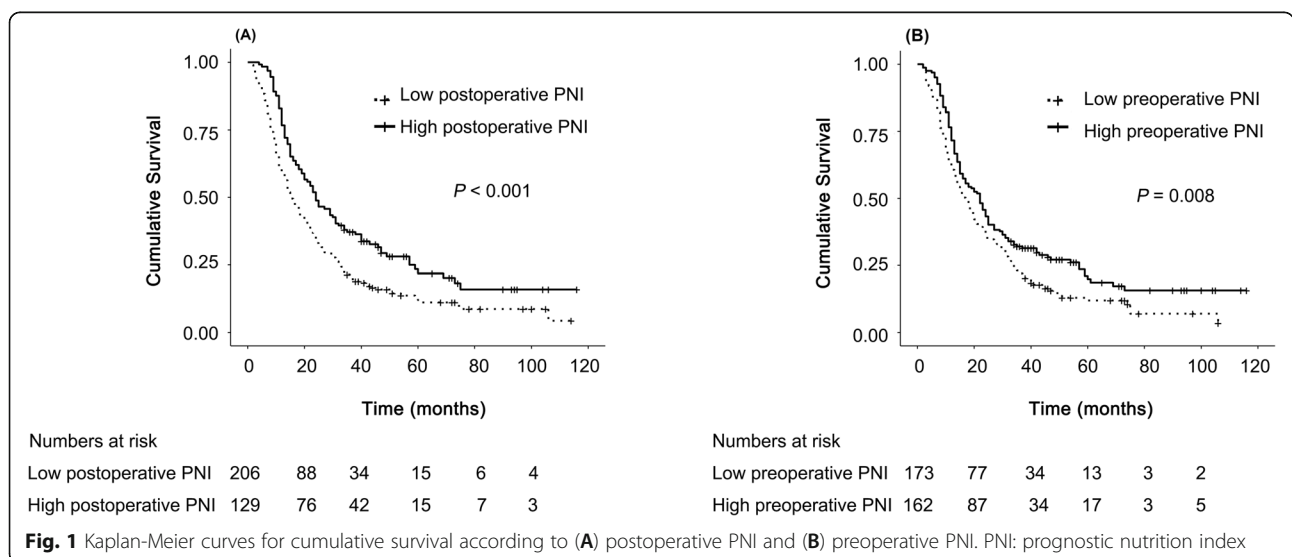 (A)
1.00
0.75
0.50
0.25
0.00
Cumulative Survival
Low postoperative PNI
High postoperative PNI
P < 0.001
0 20 40 60 80 100 120
Time (months)
Numbers at risk
Low postoperative PNI 206 88 34 15 6 4
High postoperative PNI 129 76 42 15 7 3
(B)
1.00
0.75
0.50
0.25
0.00
Cumulative Survival
Low preoperative PNI
High preoperative PNI
P = 0.008
0 20 40 60 80 100 120
Time (months)
Numbers at risk
Low preoperative PNI 173 77 34 13 3 2
High preoperative PNI 162 87 34 17 3 5
Fig. 1 Kaplan-Meier curves for cumulative survival according to (A) postoperative PNI and (B) preoperative PNI. PNI: prognostic nutrition index